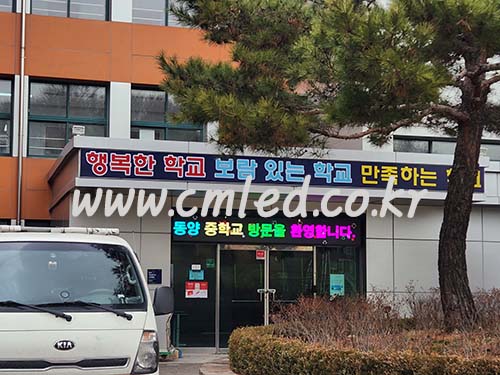 행복한 학교 보람 있는 학교 만족하는
www.cmled.co.kr
동양 중학교 방문을 환영합니다.
KIA